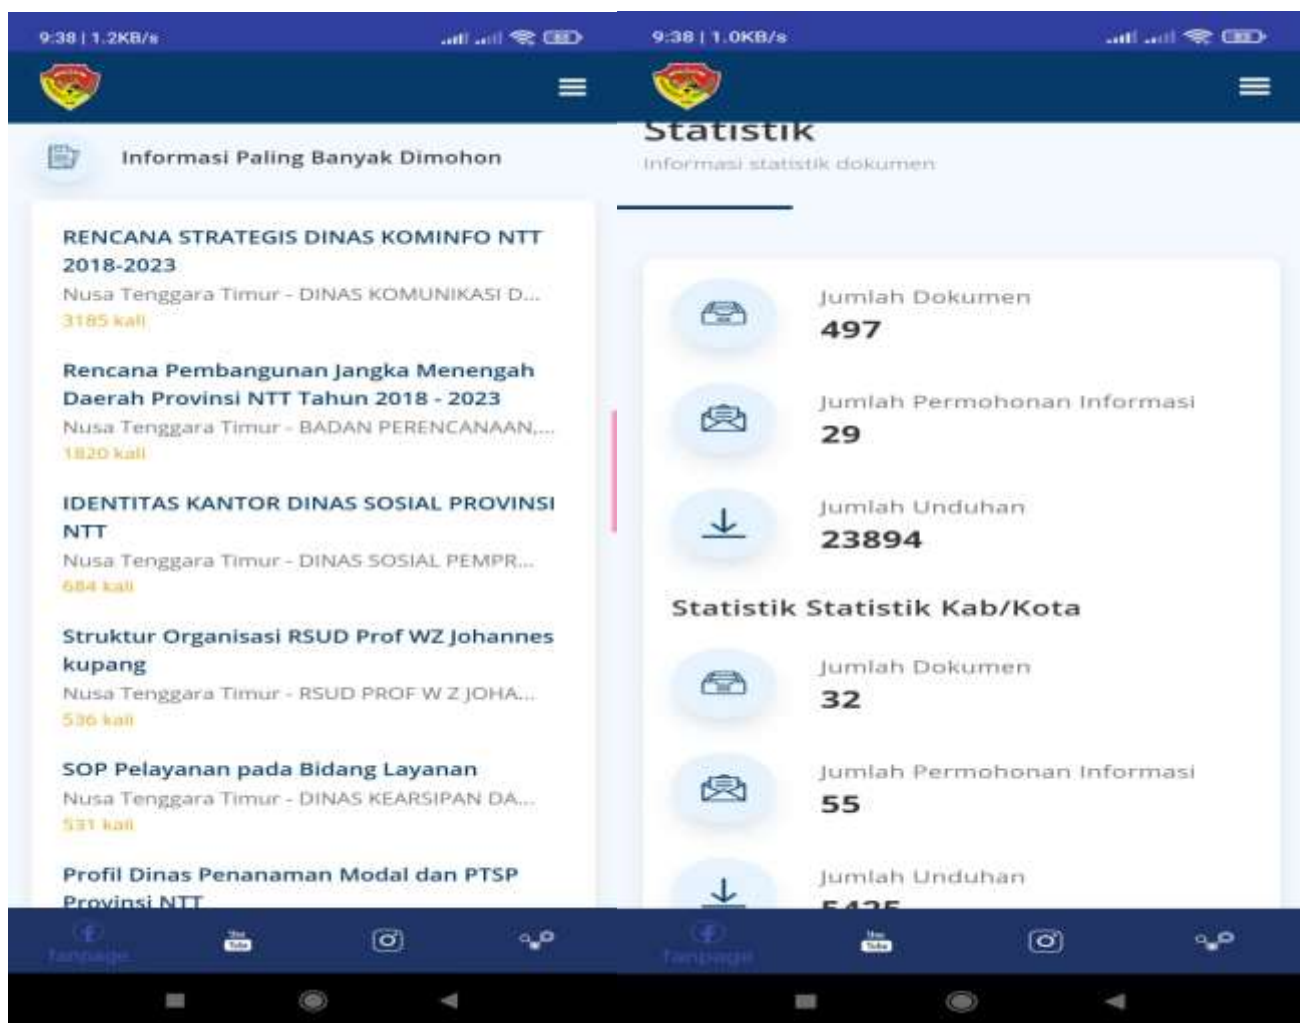 9:38 | 1.2KB/s
Informasi Paling Banyak Dimohon
RENCANA STRATEGIS DINAS KOMINFO NTT
2018-2023
Nusa Tenggara Timur - DINAS KOMUNIKASI D...
3185 kali
Rencana Pembangunan Jangka Menengah
Daerah Provinsi NTT Tahun 2018 - 2023
Nusa Tenggara Timur - BADAN PERENCANAAN,...
1820 kali
IDENTITAS KANTOR DINAS SOSIAL PROVINSI
NTT
Nusa Tenggara Timur - DINAS SOSIAL PEMPR...
684 kali
Struktur Organisasi RSUD Prof WZ Johannes
kupang
Nusa Tenggara Timur - RSUD PROF W Z JOHA...
536 kali
SOP Pelayanan pada Bidang Layanan
Nusa Tenggara Timur - DINAS KEARSIPAN DA...
531 kali
Profil Dinas Penanaman Modal dan PTSP
Provinsi NTT
fanpage
You
Tube
9:38 | 1.0KB/s
Statistik
Informasi statistik dokumen
Jumlah Dokumen
497
Jumlah Permohonan Informasi
29
Jumlah Unduhan
23894
Statistik Statistik Kab/Kota
Jumlah Dokumen
32
Jumlah Permohonan Informasi
55
Jumlah Unduhan
5425
fanpage
You
Tube